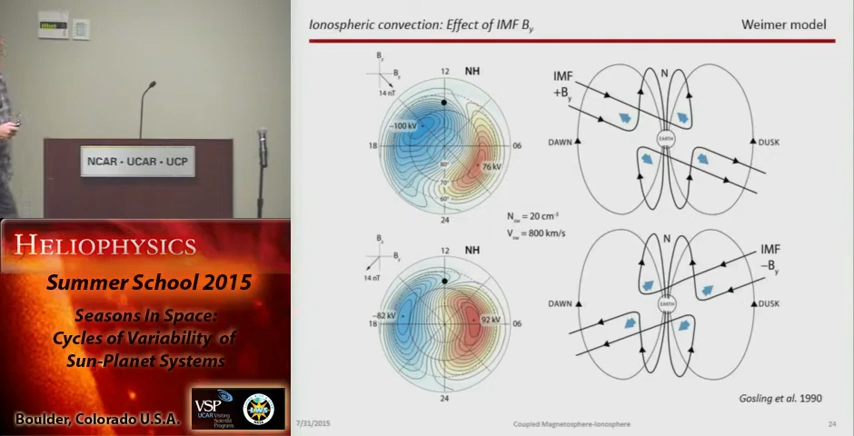 Ionospheric convection: Effect of IMF By
Weimer model
NCAR • UCAR • UCP
HELIOPHYSICS
Summer School 2015
Seasons In Space:
Cycles of Variability of
Sun-Planet Systems
VSP
UCAR Visiting
Scientist
Programs
Boulder, Colorado U.S.A.
Bz
By
14 nT
12
NH
-100 kV
76 kV
18
06
80°
70°
60°
24
IMF
+By
N
DAWN
EARTH
DUSK
Nsw = 20 cm-3
Vsw = 800 km/s
Bz
By
14 nT
12
NH
-82 kV
92 kV
18
06
24
N
IMF
-By
DAWN
EARTH
DUSK
Gosling et al. 1990
7/31/2015
Coupled Magnetosphere-Ionosphere
24